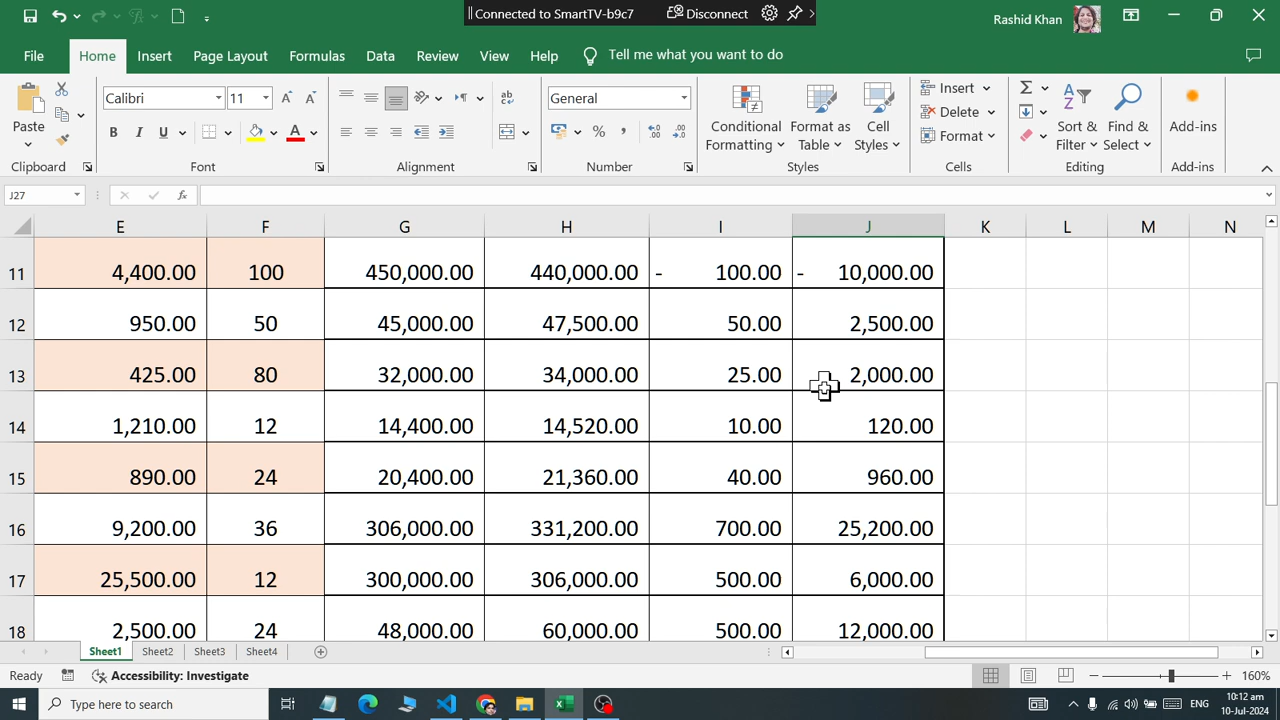 Connected to SmartTV-b9c7 Disconnect
Rashid Khan
File Home Insert Page Layout Formulas Data Review View Help Tell me what you want to do
Paste
Clipboard
Calibri 11
B I U A
Font
ab
Alignment
General
% ,
Number
Conditional Formatting
Format as Table
Cell Styles
Styles
Insert
Delete
Format
Cells
Sort & Filter
Find & Select
Editing
Add-ins
Add-ins
J27 fx
E F G H I J K L M N
11 4,400.00 100 450,000.00 440,000.00 - 100.00 - 10,000.00
12 950.00 50 45,000.00 47,500.00 50.00 2,500.00
13 425.00 80 32,000.00 34,000.00 25.00 2,000.00
14 1,210.00 12 14,400.00 14,520.00 10.00 120.00
15 890.00 24 20,400.00 21,360.00 40.00 960.00
16 9,200.00 36 306,000.00 331,200.00 700.00 25,200.00
17 25,500.00 12 300,000.00 306,000.00 500.00 6,000.00
18 2,500.00 24 48,000.00 60,000.00 500.00 12,000.00
Sheet1 Sheet2 Sheet3 Sheet4
Ready Accessibility: Investigate 160%
Type here to search ENG 10:12 am
10-Jul-2024